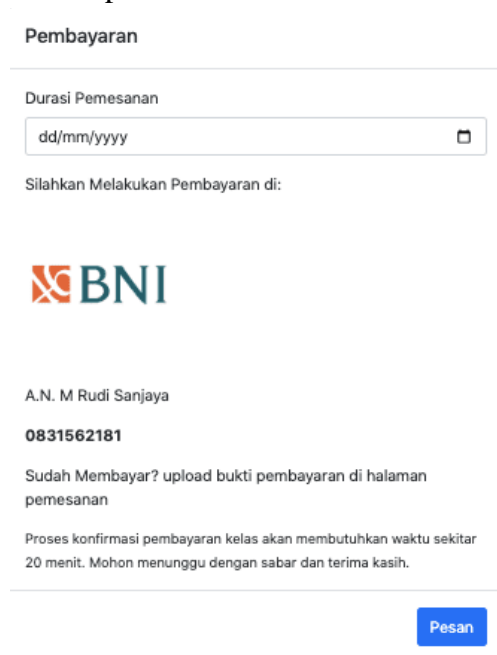 Pembayaran
Durasi Pemesanan
dd/mm/yyyy
Silahkan Melakukan Pembayaran di:
BNI
A.N. M Rudi Sanjaya
0831562181
Sudah Membayar? upload bukti pembayaran di halaman
pemesanan
Proses konfirmasi pembayaran kelas akan membutuhkan waktu sekitar
20 menit. Mohon menunggu dengan sabar dan terima kasih.
Pesan